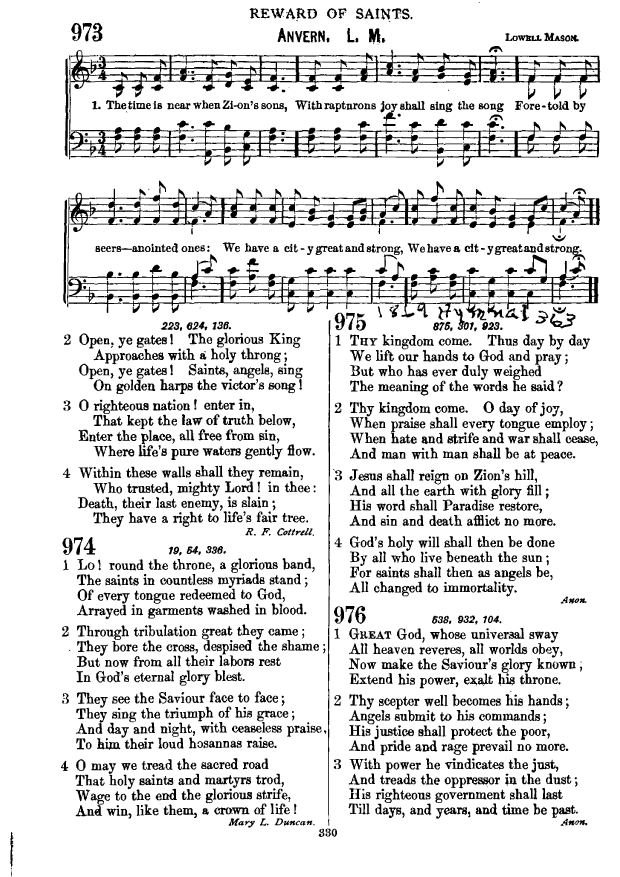 REWARD OF SAINTS.
973
ANVERN. L. M.
LOWELL MASON.
1. The time is near when Zi-on's sons, With raptnrons joy shall sing the song Fore-told by
seers—anointed ones: We have a cit-y great and strong, We have a cit-y great and strong.
1819 Hymnal 363
223, 624, 136.
2 Open, ye gates! The glorious King
Approaches with a holy throng;
Open, ye gates! Saints, angels, sing
On golden harps the victor's song!
3 O righteous nation! enter in,
That kept the law of truth below,
Enter the place, all free from sin,
Where life's pure waters gently flow.
4 Within these walls shall they remain,
Who trusted, mighty Lord! in thee:
Death, their last enemy, is slain;
They have a right to life's fair tree.
R. F. Cottrell.
974
19, 54, 336.
1 Lo! round the throne, a glorious band,
The saints in countless myriads stand;
Of every tongue redeemed to God,
Arrayed in garments washed in blood.
2 Through tribulation great they came;
They bore the cross, despised the shame;
But now from all their labors rest
In God's eternal glory blest.
3 They see the Saviour face to face;
They sing the triumph of his grace;
And day and night, with ceaseless praise,
To him their loud hosannas raise.
4 O may we tread the sacred road
That holy saints and martyrs trod,
Wage to the end the glorious strife,
And win, like them, a crown of life!
Mary L. Duncan.
975
875, 301, 923.
1 THY kingdom come. Thus day by day
We lift our hands to God and pray;
But who has ever duly weighed
The meaning of the words he said?
2 Thy kingdom come. O day of joy,
When praise shall every tongue employ;
When hate and strife and war shall cease,
And man with man shall be at peace.
3 Jesus shall reign on Zion's hill,
And all the earth with glory fill;
His word shall Paradise restore,
And sin and death afflict no more.
4 God's holy will shall then be done
By all who live beneath the sun;
For saints shall then as angels be,
All changed to immortality.
Anon.
976
538, 932, 104.
1 GREAT God, whose universal sway
All heaven reveres, all worlds obey,
Now make the Saviour's glory known;
Extend his power, exalt his throne.
2 Thy scepter well becomes his hands;
Angels submit to his commands;
His justice shall protect the poor,
And pride and rage prevail no more.
3 With power he vindicates the just,
And treads the oppressor in the dust;
His righteous government shall last
Till days, and years, and time be past.
Anon.
330